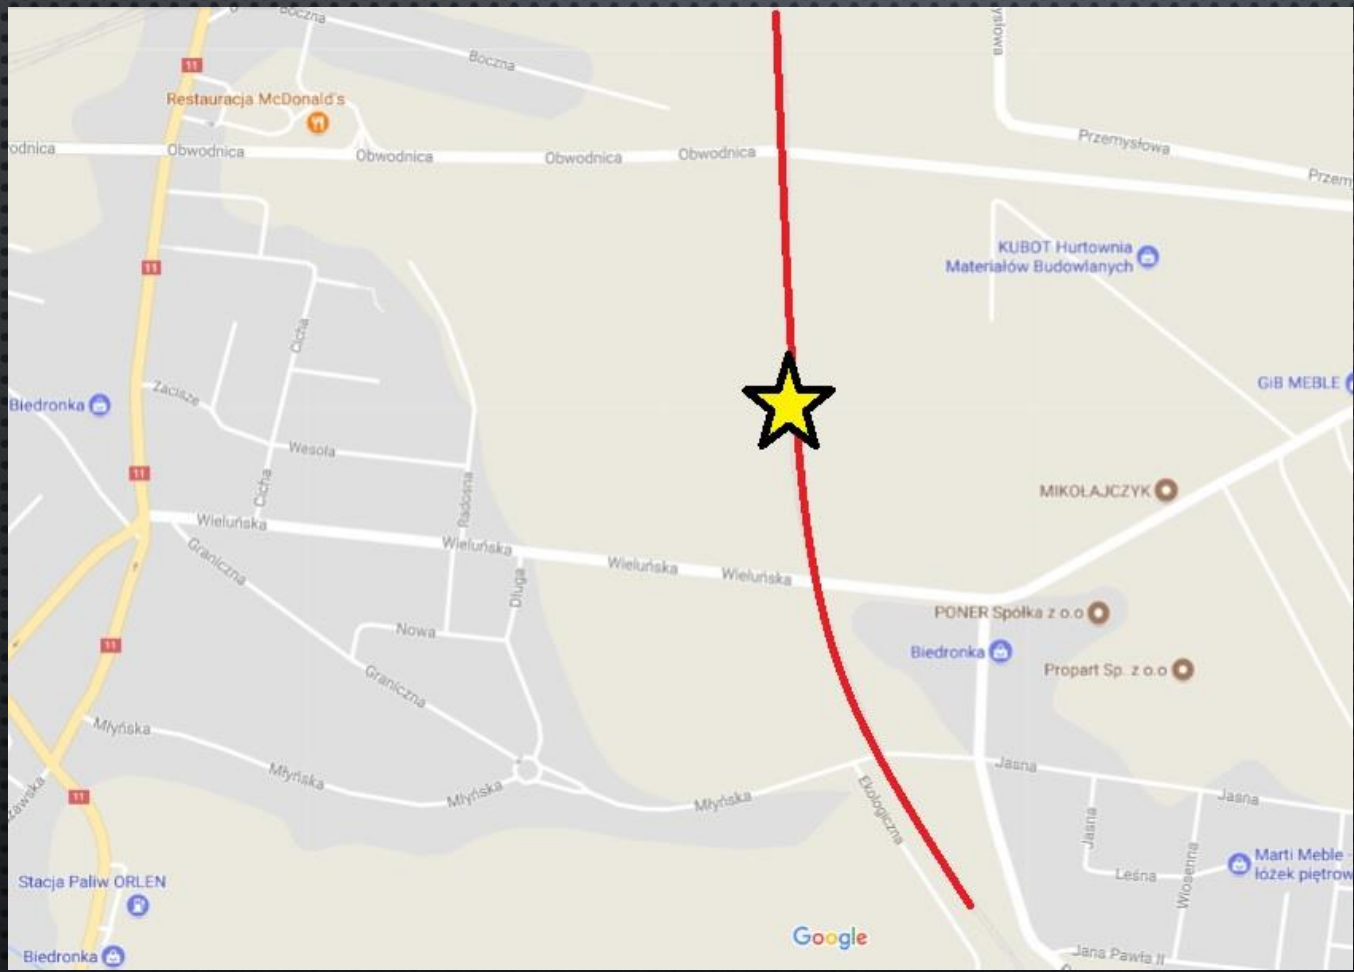 Boczna
ysłowa
11
Boczna
Restauracja McDonald's
odnica
Obwodnica
Obwodnica
Obwodnica
Obwodnica
Przemysłowa
Przem
KUBOT Hurtownia
Materiałów Budowlanych
11
Cicha
Zacisze
GiB MEBLE
Biedronka
Wesoła
11
Cicha
Radosna
MIKOŁAJCZYK
Wieluńska
Wieluńska
Wieluńska
Wieluńska
Graniczna
Długa
PONER Spółka z o.o
Nowa
11
Biedronka
Propart Sp. z o.o
Graniczna
Młyńska
Młyńska
Młyńska
Młyńska
Jasna
Jasna
zawska
11
Ekologiczna
Jasna
Wiosenna
Leśna
Marti Meble -
łóżek piętrow
Stacja Paliw ORLEN
Google
Biedronka
Jana Pawła II